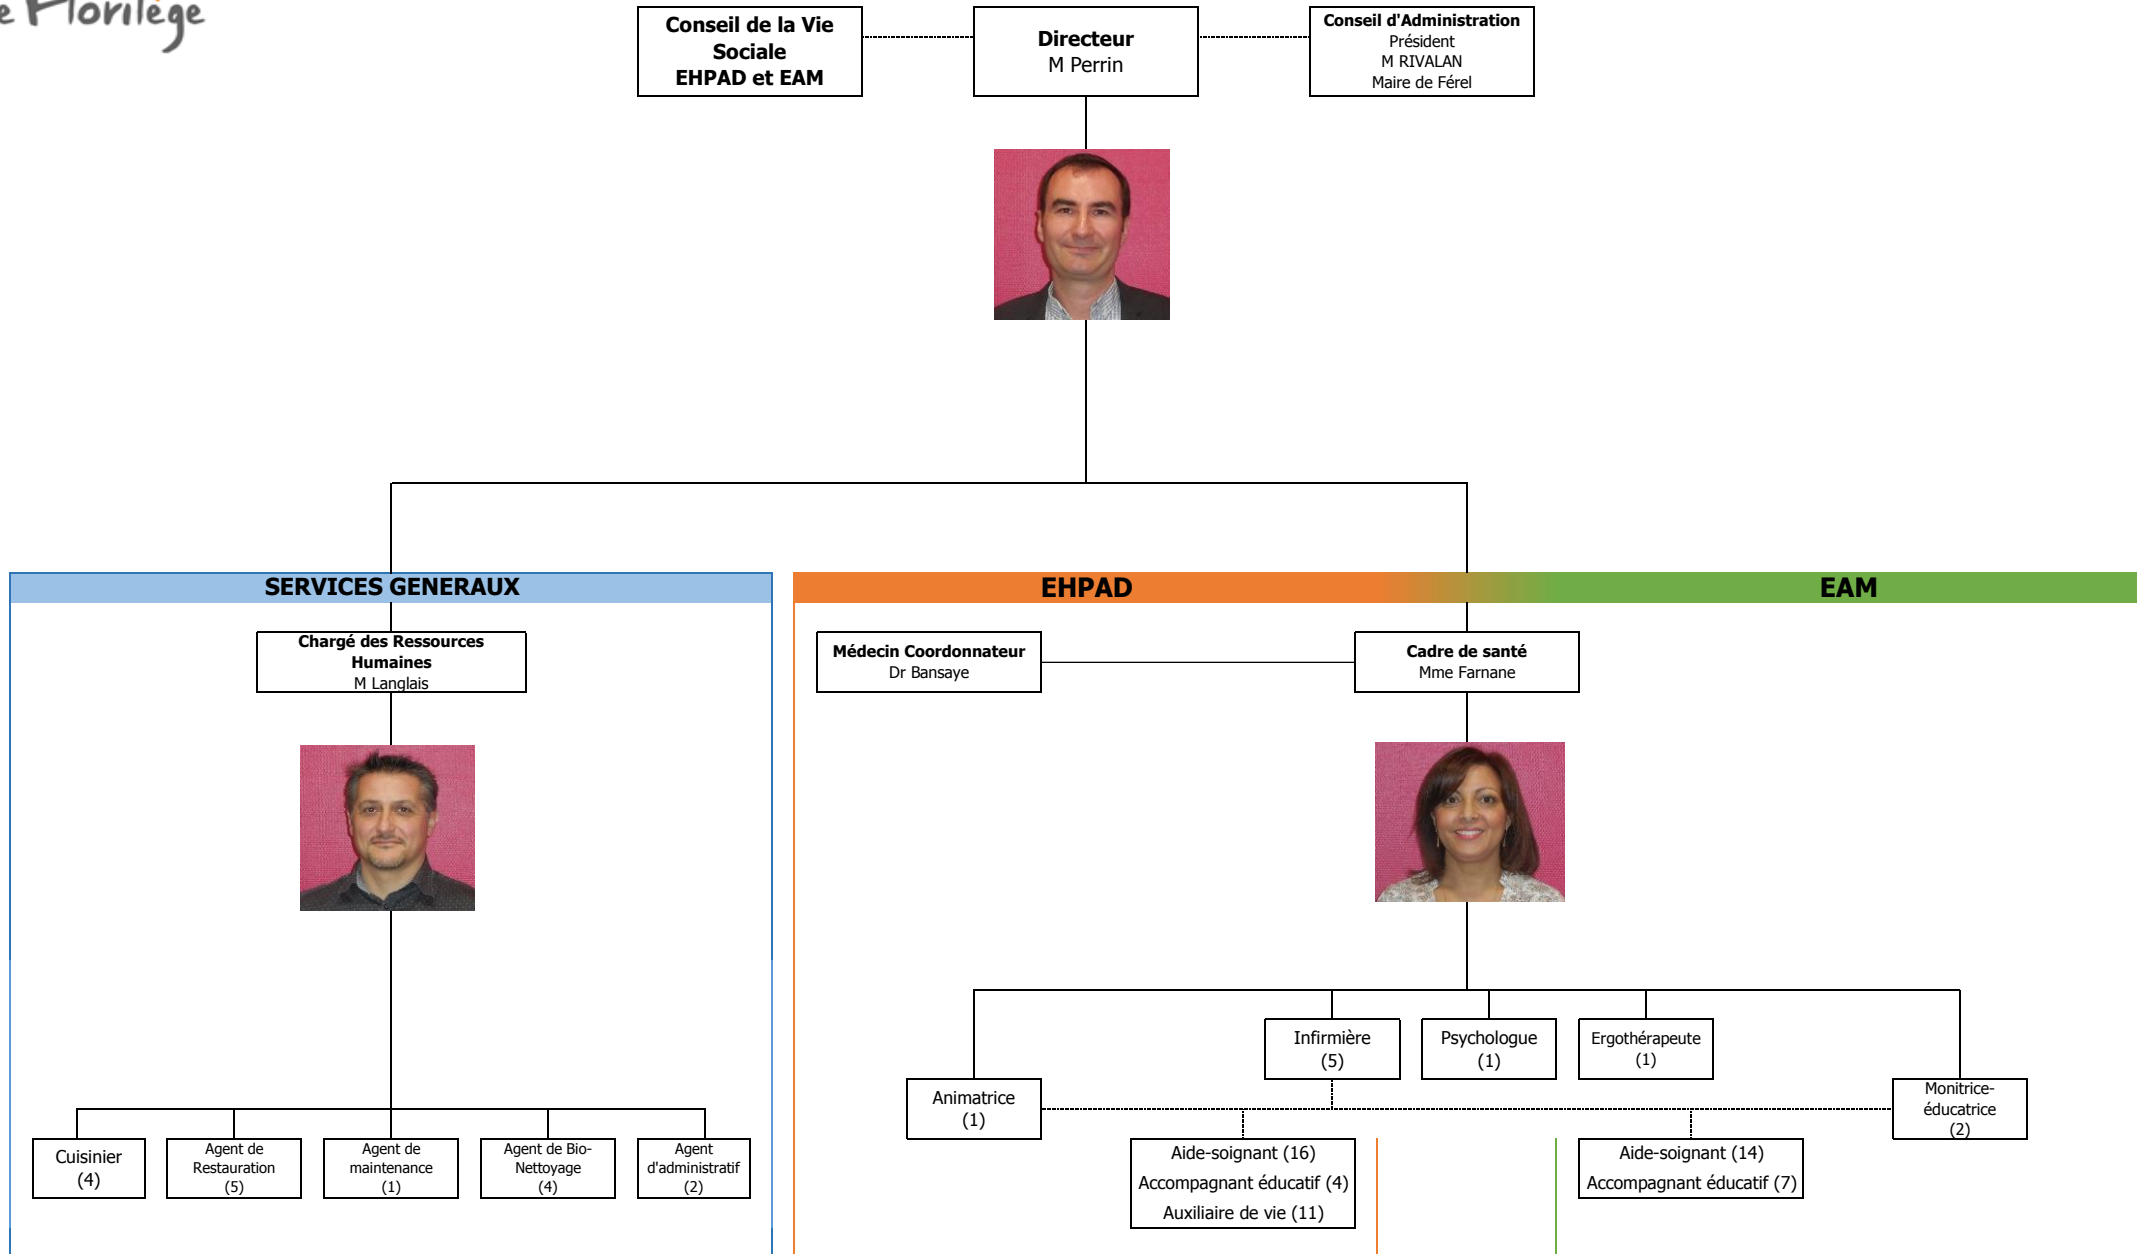 e Florilège
Conseil de la Vie
Sociale
EHPAD et EAM
Directeur
M Perrin
Conseil d'Administration
Président
M RIVALAN
Maire de Férel
SERVICES GENERAUX
EHPAD
EAM
Chargé des Ressources
Humaines
M Langlais
Médecin Coordonnateur
Dr Bansaye
Cadre de santé
Mme Farnane
Infirmière
(5)
Psychologue
(1)
Ergothérapeute
(1)
Animatrice
(1)
Monitrice-
éducatrice
(2)
Cuisinier
(4)
Agent de
Restauration
(5)
Agent de
maintenance
(1)
Agent de Bio-
Nettoyage
(4)
Agent
d'administratif
(2)
Aide-soignant (16)
Accompagnant éducatif (4)
Auxiliaire de vie (11)
Aide-soignant (14)
Accompagnant éducatif (7)